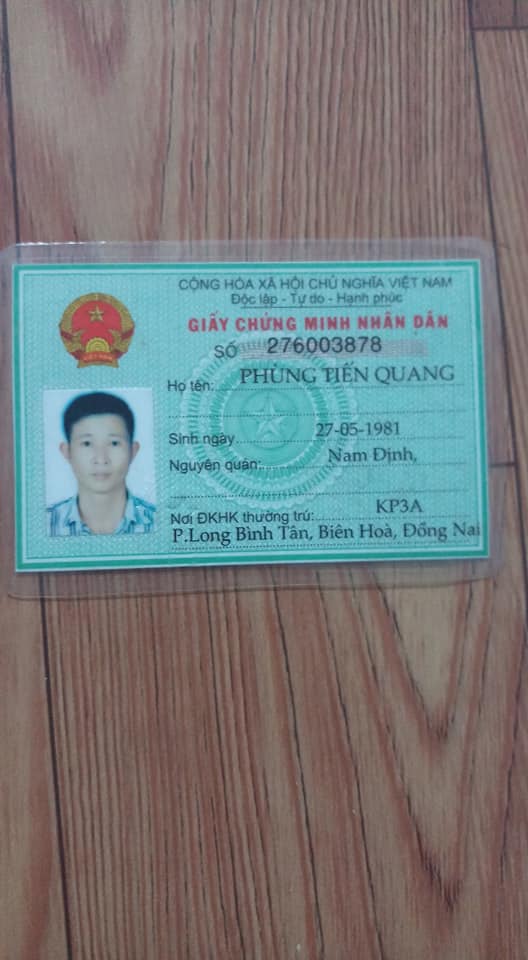 CỘNG HÒA XÃ HỘI CHỦ NGHĨA VIỆT NAM
Độc lập - Tự do - Hạnh phúc
GIẤY CHỨNG MINH NHÂN DÂN
SỐ 276003878
Họ tên: PHÙNG TIẾN QUANG
Sinh ngày 27-05-1981
Nguyên quán: Nam Định,
Nơi ĐKHK thường trú: KP3A
P.Long Bình Tân, Biên Hoà, Đồng Nai
VIỆT NAM